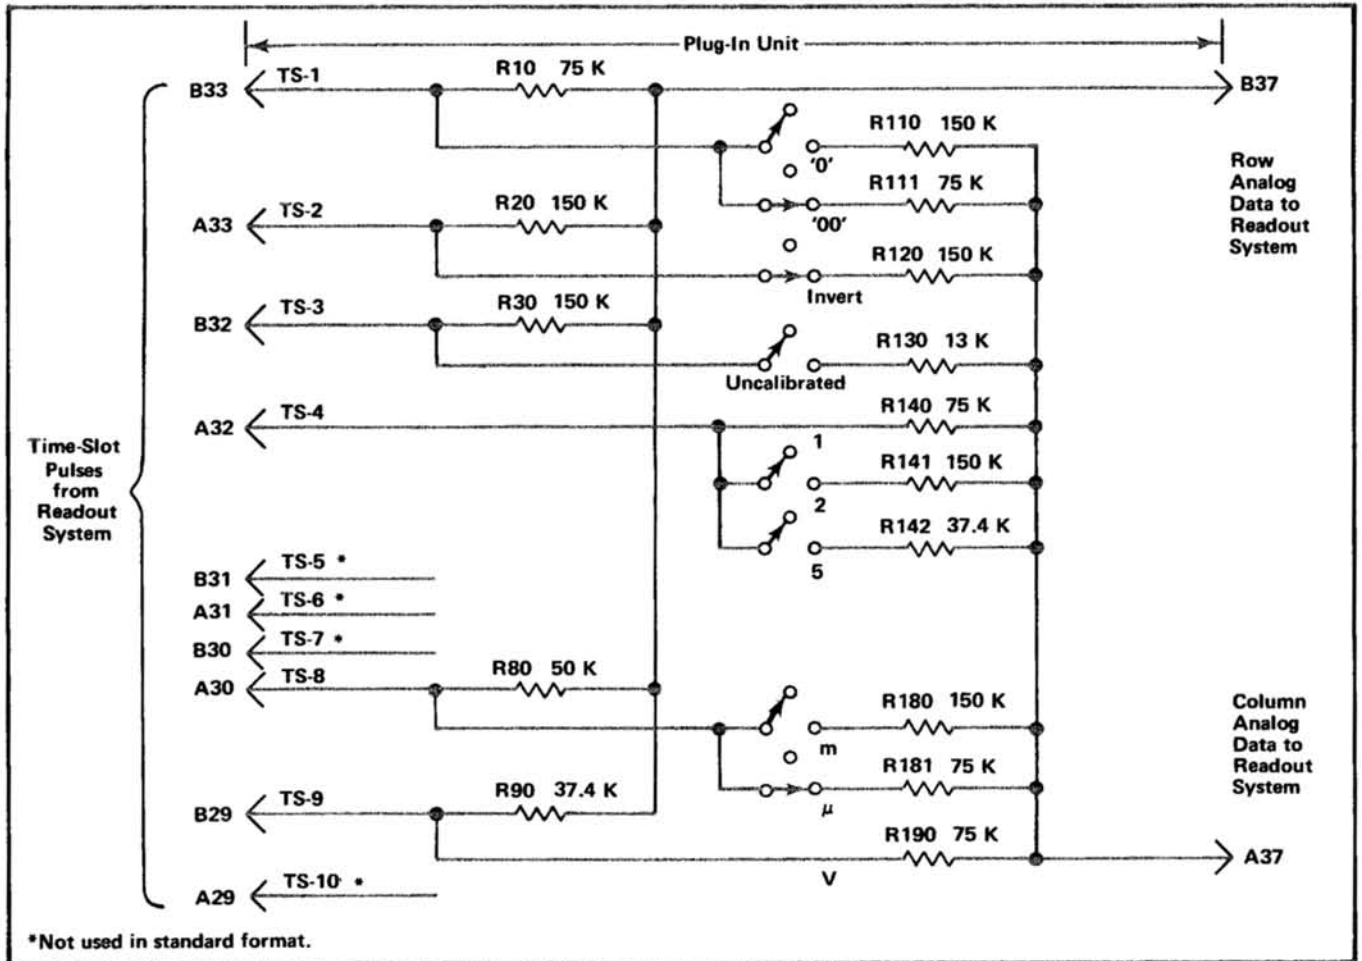 Plug-In Unit
B33 TS-1 R10 75 K B37
R110 150 K
'0'
Row
Analog
Data to
Readout
System
R111 75 K
'00'
A33 TS-2 R20 150 K
R120 150 K
Invert
B32 TS-3 R30 150 K
R130 13 K
Uncalibrated
A32 TS-4 R140 75 K
1
R141 150 K
2
R142 37.4 K
5
Time-Slot
Pulses
from
Readout
System
B31 TS-5 *
A31 TS-6 *
B30 TS-7 *
A30 TS-8 R80 50 K
R180 150 K
m
Column
Analog
Data to
Readout
System
R181 75 K
μ
B29 TS-9 R90 37.4 K
R190 75 K
V
A37
A29 TS-10 *
*Not used in standard format.